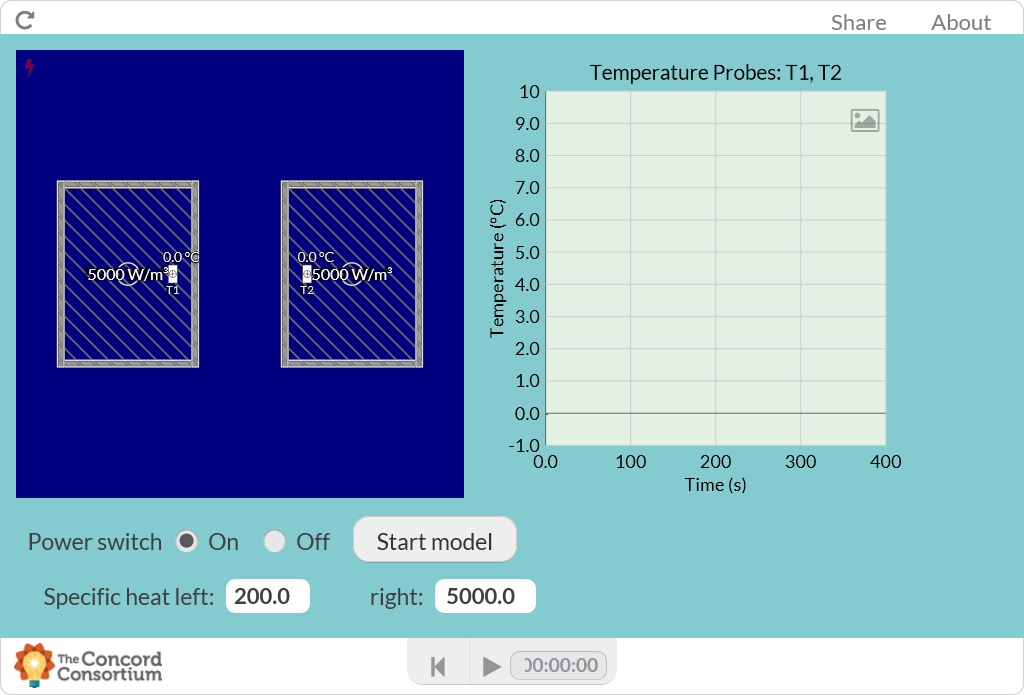 Share About
Temperature Probes: T1, T2
10
9.0
8.0
7.0
6.0
5.0
4.0
3.0
2.0
1.0
0.0
-1.0
Temperature (°C)
0.0 100 200 300 400
Time (s)
0.0 °C
5000 W/m³
T1
0.0 °C
5000 W/m³
T2
Power switch On Off Start model
Specific heat left: 200.0 right: 5000.0
The Concord
Consortium
00:00:00